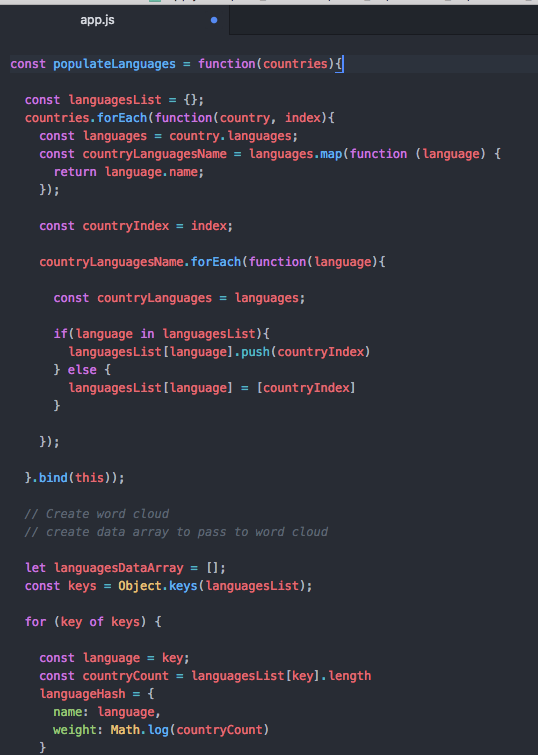 app.js
const populateLanguages = function(countries){
const languagesList = {};
countries.forEach(function(country, index){
const languages = country.languages;
const countryLanguagesName = languages.map(function (language) {
return language.name;
});
const countryIndex = index;
countryLanguagesName.forEach(function(language){
const countryLanguages = languages;
if(language in languagesList){
languagesList[language].push(countryIndex)
} else {
languagesList[language] = [countryIndex]
}
});
}.bind(this));
// Create word cloud
// create data array to pass to word cloud
let languagesDataArray = [];
const keys = Object.keys(languagesList);
for (key of keys) {
const language = key;
const countryCount = languagesList[key].length
languageHash = {
name: language,
weight: Math.log(countryCount)
}